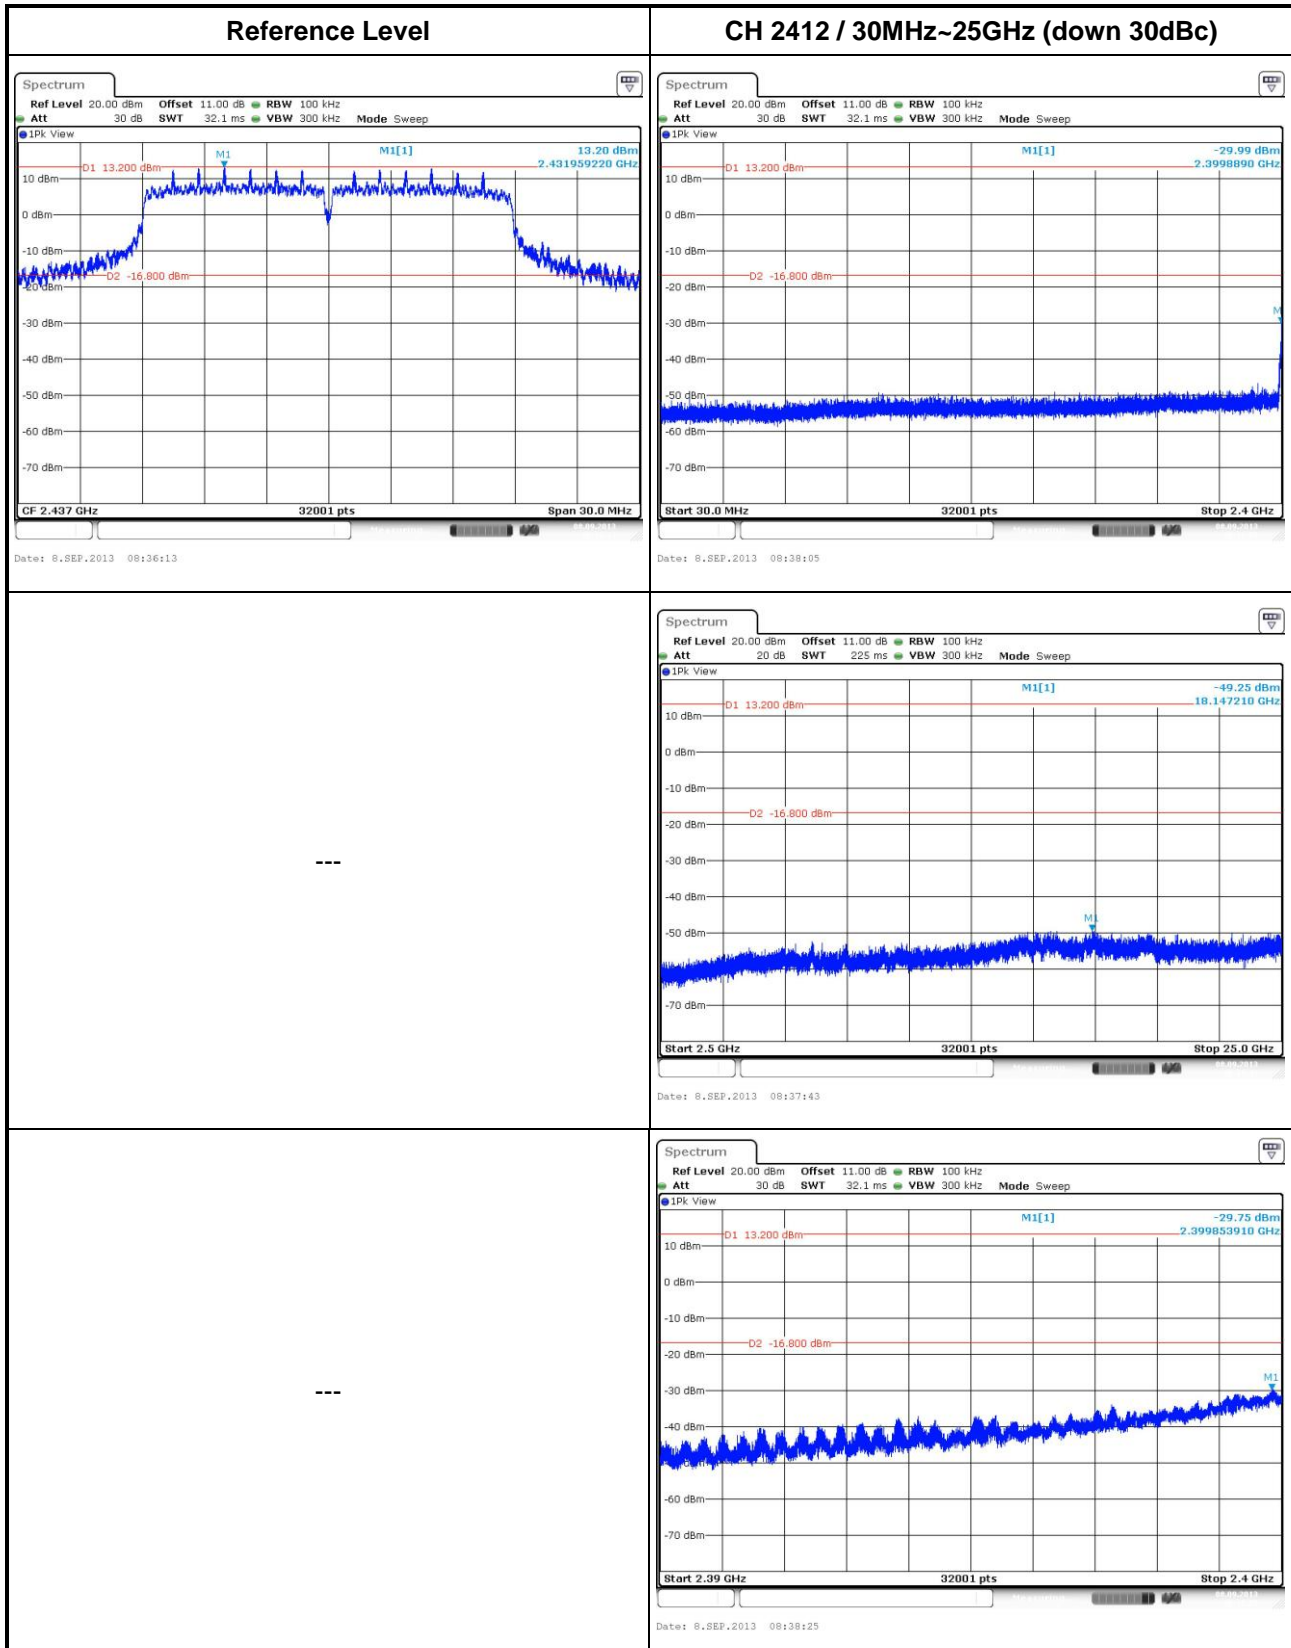 Reference Level
CH 2412 / 30MHz~25GHz (down 30dBc)
Spectrum
Ref Level 20.00 dBm Offset 11.00 dB RBW 100 kHz
Att 30 dB SWT 32.1 ms VBW 300 kHz Mode Sweep
1Pk View
M1[1] 13.20 dBm
2.431959220 GHz
D1 13.200 dBm
M1
10 dBm
0 dBm
-10 dBm
D2 -16.800 dBm
-20 dBm
-30 dBm
-40 dBm
-50 dBm
-60 dBm
-70 dBm
CF 2.437 GHz 32001 pts Span 30.0 MHz
Date: 8.SEP.2013 08:36:13
Spectrum
Ref Level 20.00 dBm Offset 11.00 dB RBW 100 kHz
Att 30 dB SWT 32.1 ms VBW 300 kHz Mode Sweep
1Pk View
M1[1] -29.99 dBm
2.3998890 GHz
D1 13.200 dBm
10 dBm
0 dBm
-10 dBm
D2 -16.800 dBm
-20 dBm
-30 dBm
M
-40 dBm
-50 dBm
-60 dBm
-70 dBm
Start 30.0 MHz 32001 pts Stop 2.4 GHz
Date: 8.SEP.2013 08:38:05
---
Spectrum
Ref Level 20.00 dBm Offset 11.00 dB RBW 100 kHz
Att 20 dB SWT 225 ms VBW 300 kHz Mode Sweep
1Pk View
M1[1] -49.25 dBm
18.147210 GHz
D1 13.200 dBm
10 dBm
0 dBm
-10 dBm
D2 -16.800 dBm
-20 dBm
-30 dBm
-40 dBm
M1
-50 dBm
-70 dBm
Start 2.5 GHz 32001 pts Stop 25.0 GHz
Date: 8.SEP.2013 08:37:43
---
Spectrum
Ref Level 20.00 dBm Offset 11.00 dB RBW 100 kHz
Att 30 dB SWT 32.1 ms VBW 300 kHz Mode Sweep
1Pk View
M1[1] -29.75 dBm
2.399853910 GHz
D1 13.200 dBm
10 dBm
0 dBm
-10 dBm
D2 -16.800 dBm
-20 dBm
M1
-30 dBm
-40 dBm
-60 dBm
-70 dBm
Start 2.39 GHz 32001 pts Stop 2.4 GHz
Date: 8.SEP.2013 08:38:25